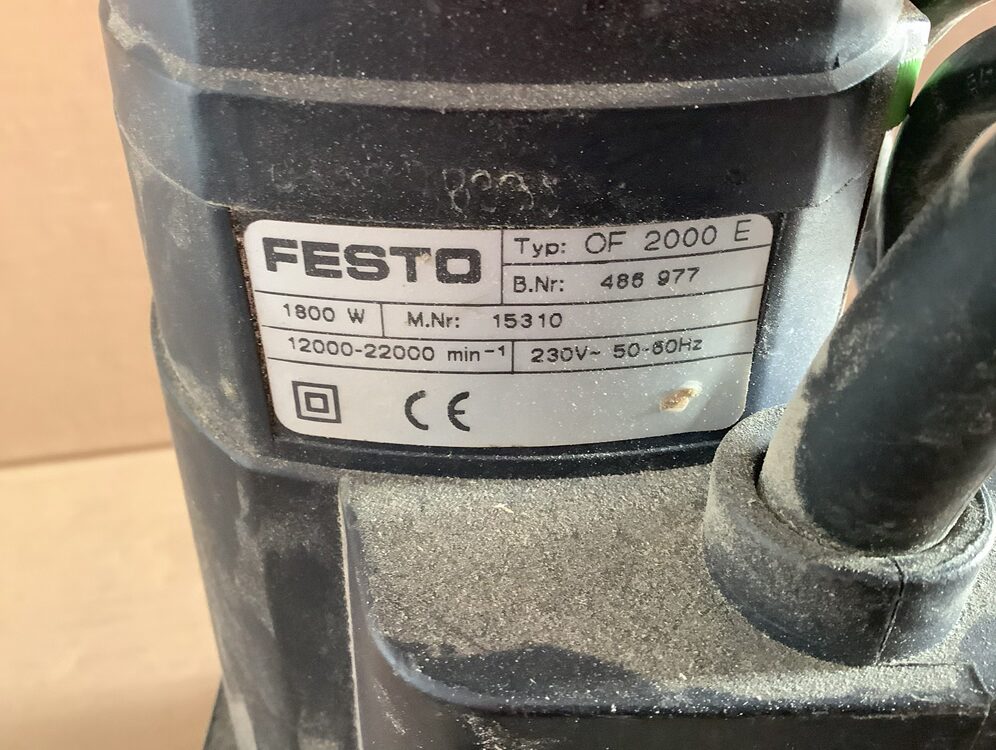 FESTO
Typ: OF 2000 E
B.Nr: 486 977
1800 W
M.Nr: 15310
12000-22000 min⁻¹
230V~ 50-60Hz
CE